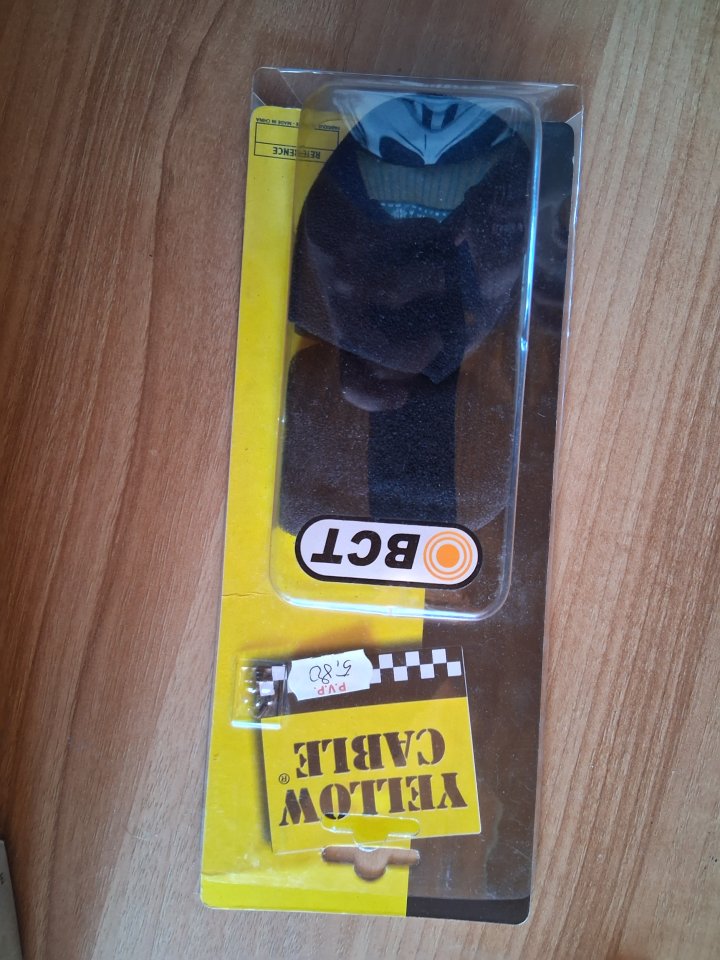 YELLOW
CABLE®
P.V.P.
5,80
BCT
REFERENCE